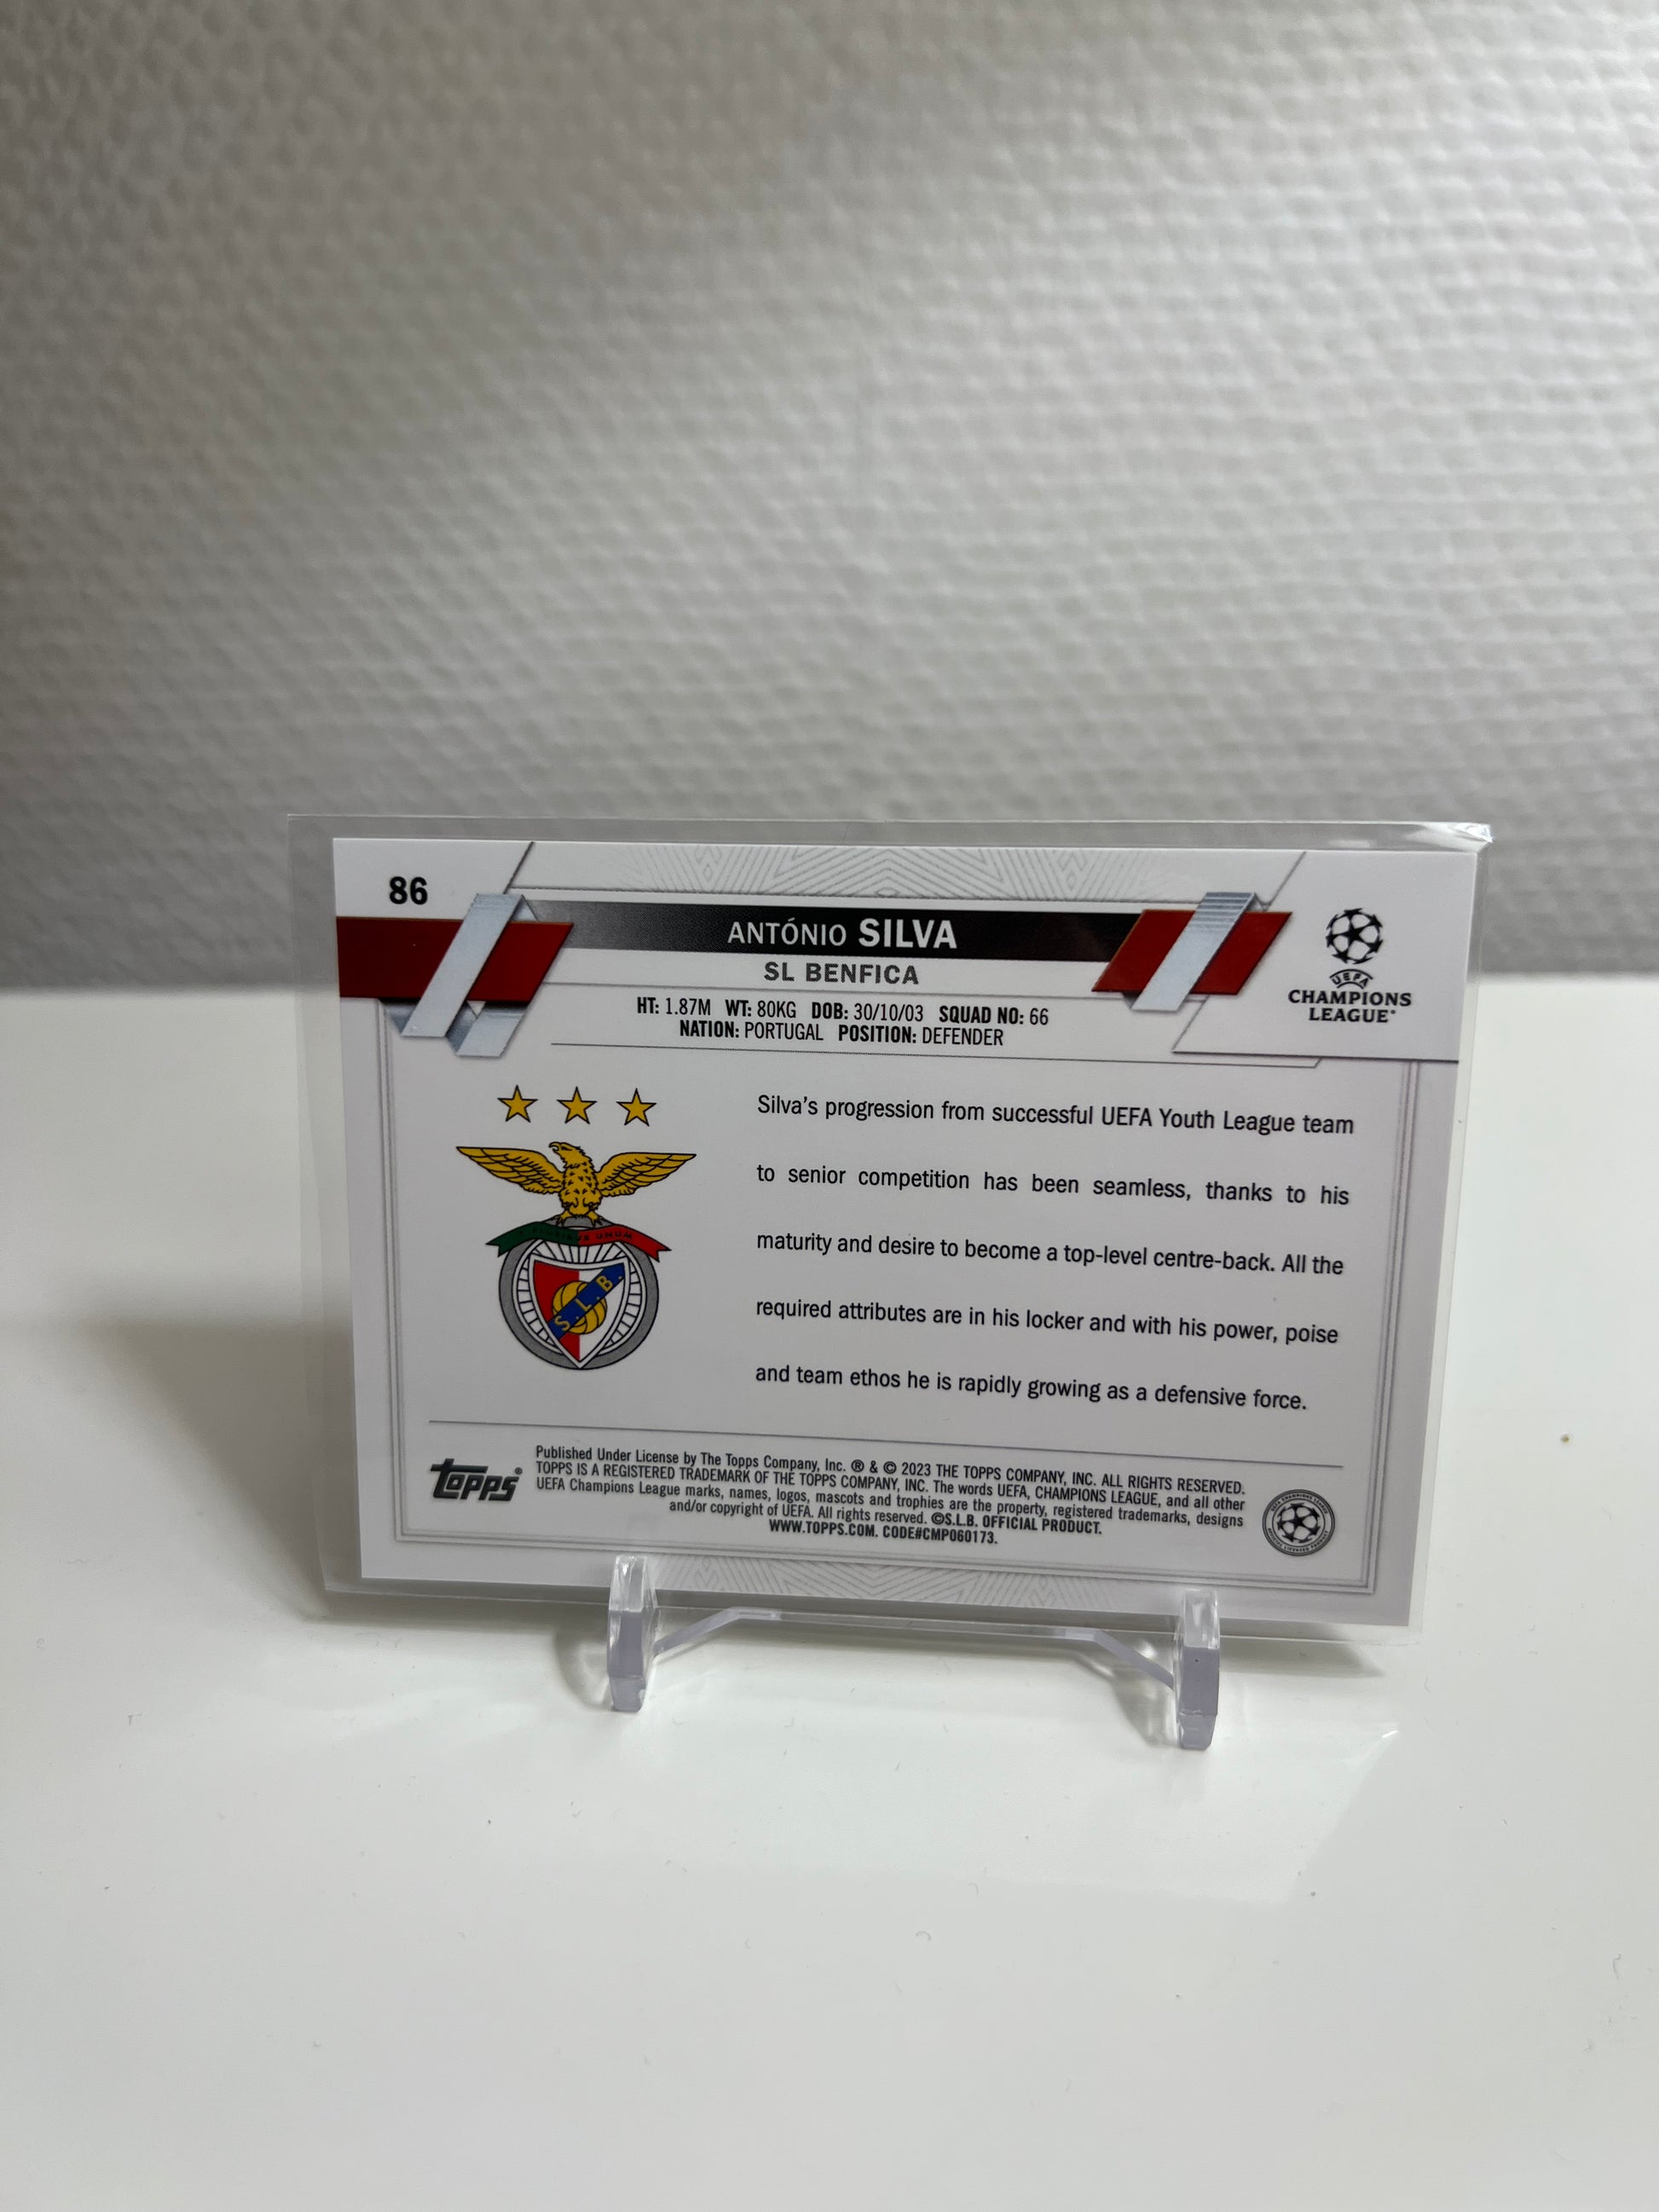 86
ANTÓNIO SILVA
SL BENFICA
HT: 1.87M WT: 80KG DOB: 30/10/03 SQUAD NO: 66
NATION: PORTUGAL POSITION: DEFENDER
UEFA
CHAMPIONS
LEAGUE®
UNUM
S.L.B.
Silva's progression from successful UEFA Youth League team
to senior competition has been seamless, thanks to his
maturity and desire to become a top-level centre-back. All the
required attributes are in his locker and with his power, poise
and team ethos he is rapidly growing as a defensive force.
topps®
Published Under License by The Topps Company, Inc. ® & © 2023 THE TOPPS COMPANY, INC. ALL RIGHTS RESERVED.
TOPPS IS A REGISTERED TRADEMARK OF THE TOPPS COMPANY, INC. The words UEFA, CHAMPIONS LEAGUE, and all other
UEFA Champions League marks, names, logos, mascots and trophies are the property, registered trademarks, designs
and/or copyright of UEFA. All rights reserved. ©S.L.B. OFFICIAL PRODUCT.
WWW.TOPPS.COM. CODE#CMP060173.